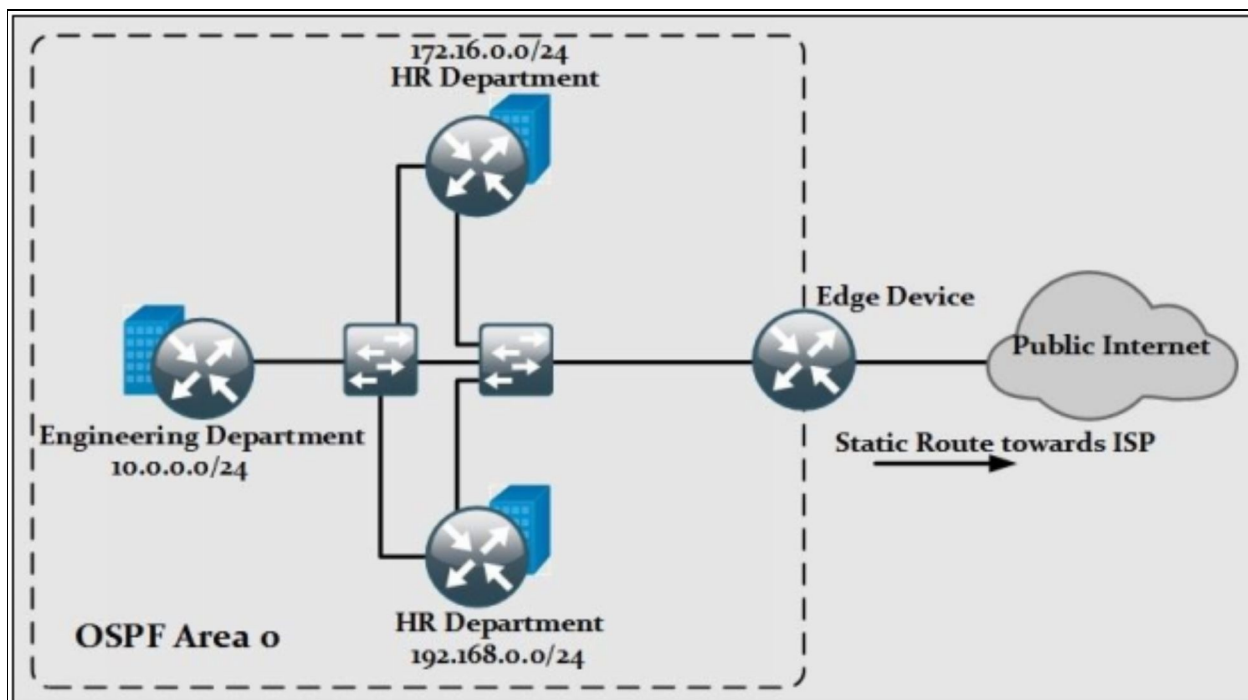 172.16.0.0/24
HR Department
Edge Device
Public Internet
Engineering Department
10.0.0.0/24
Static Route towards ISP
HR Department
192.168.0.0/24
OSPF Area 0